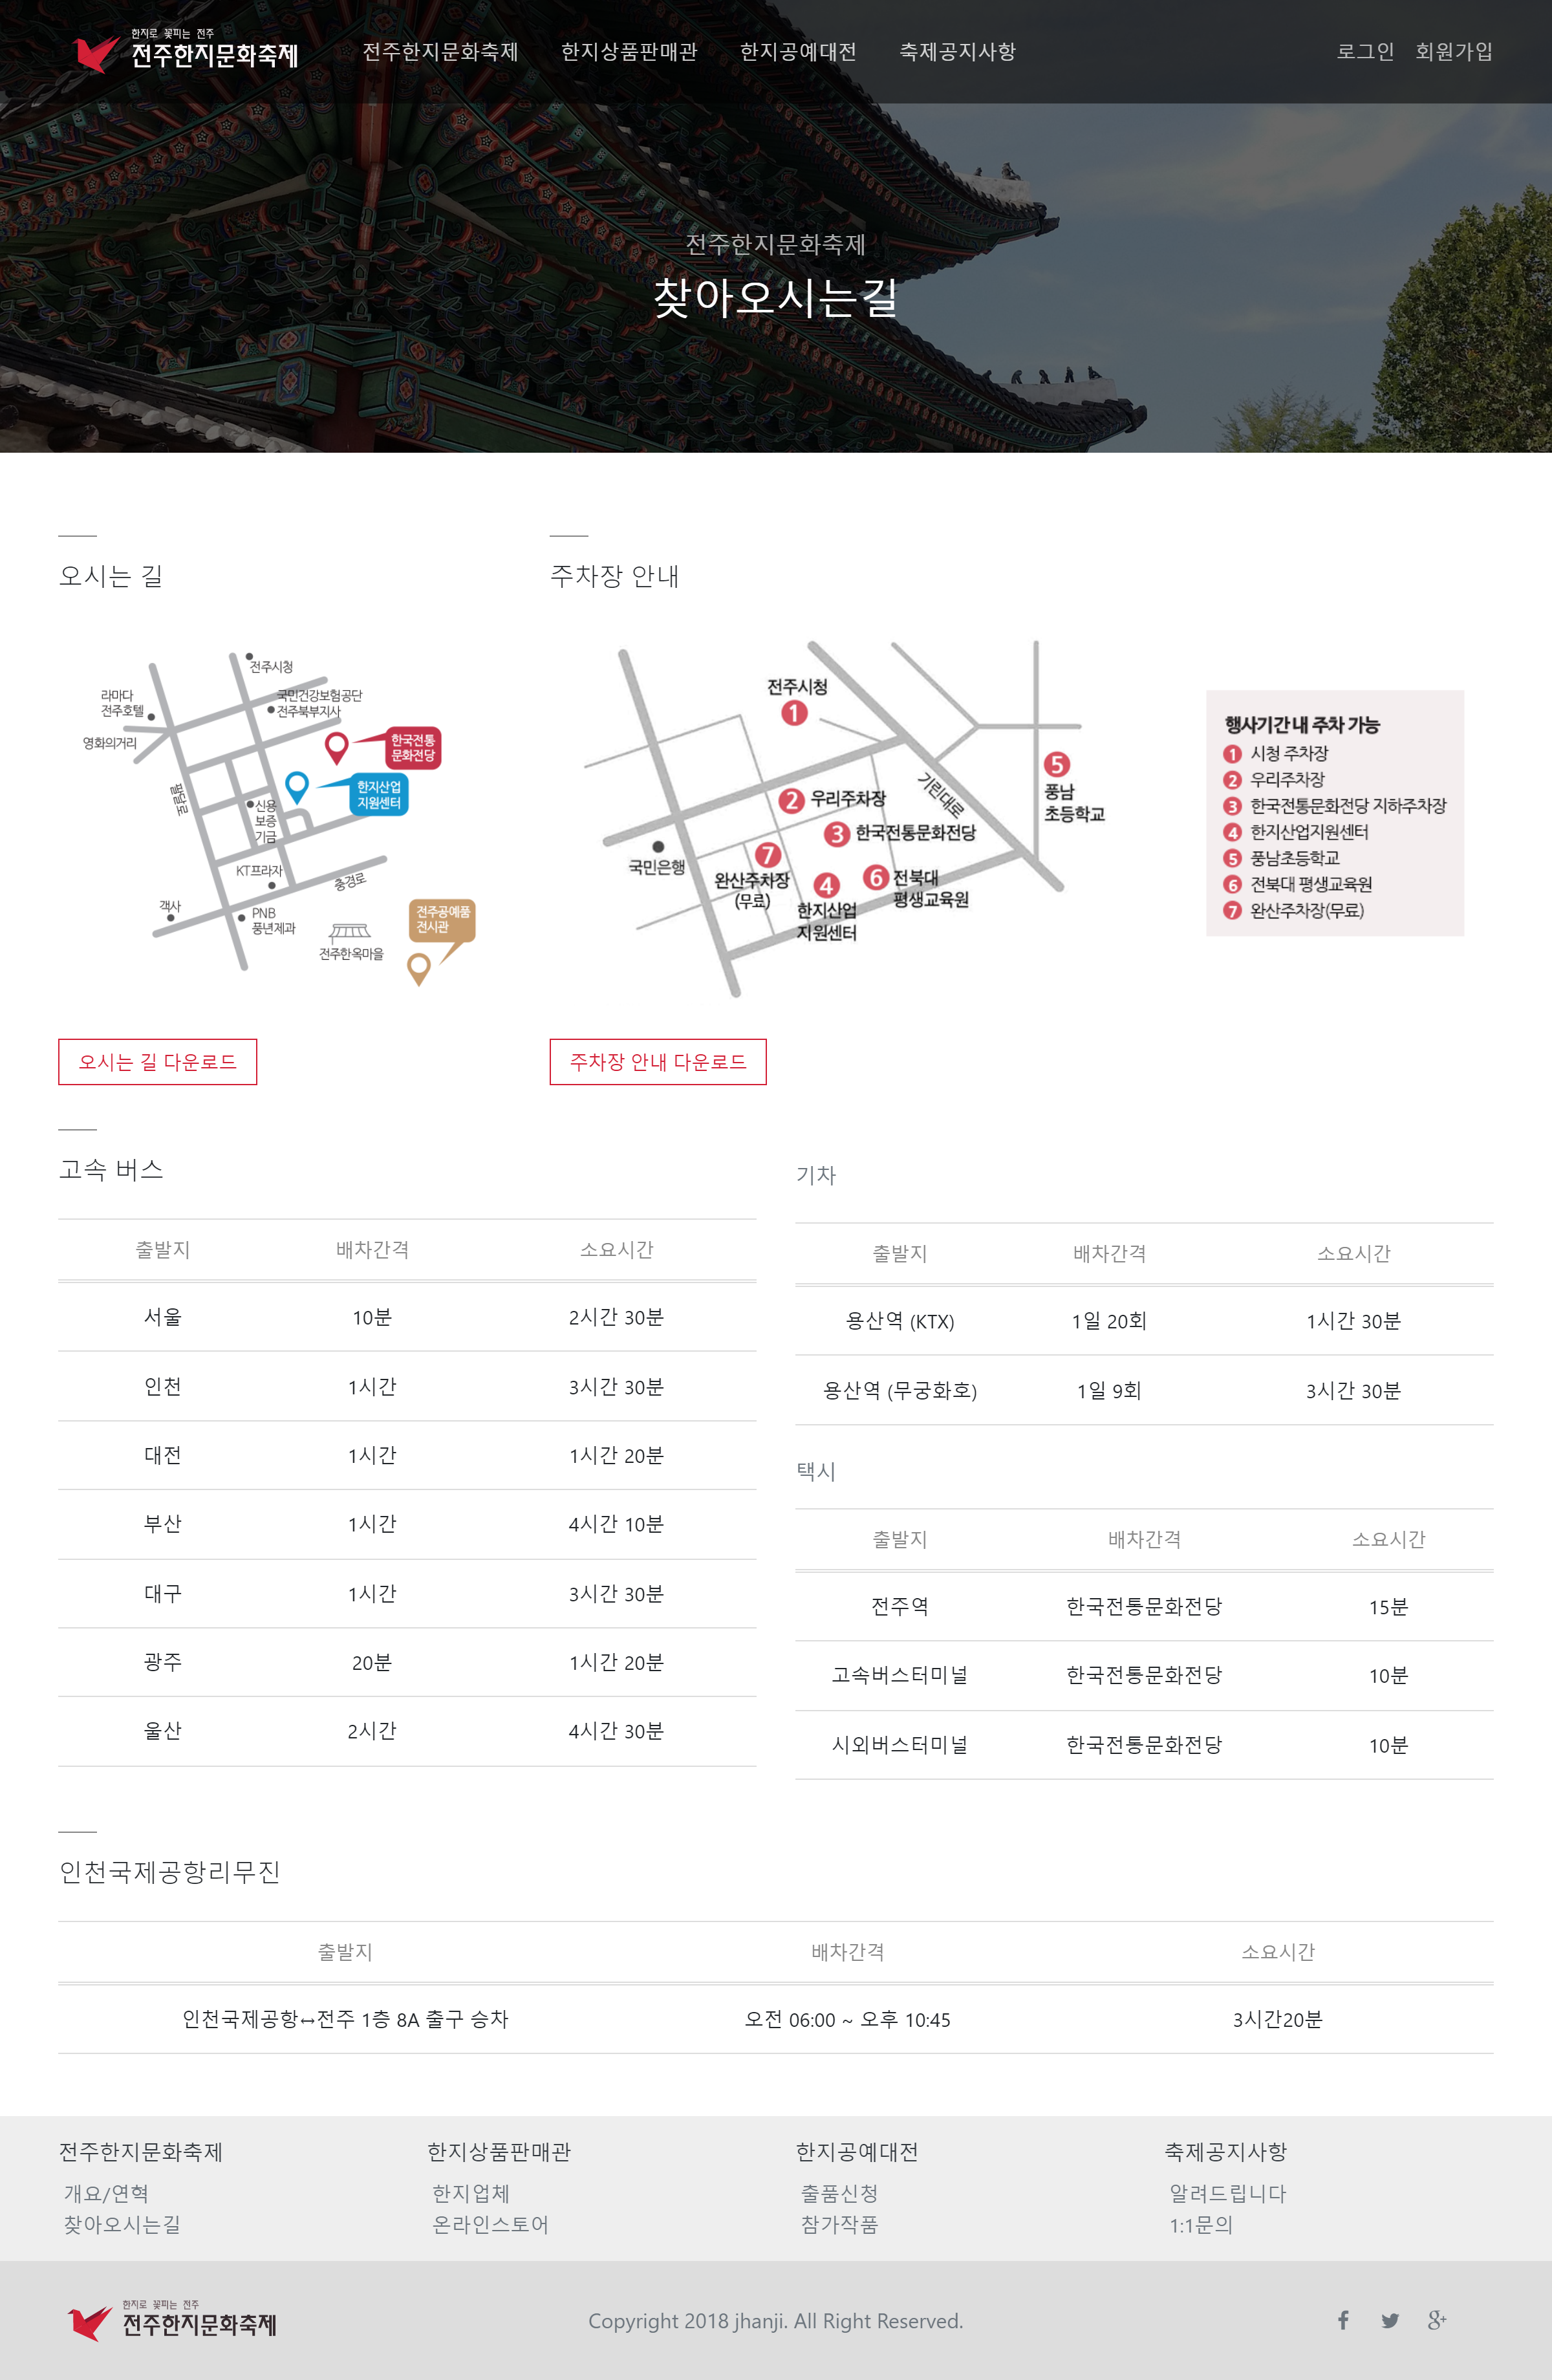 한지로 꽃피는 전주
전주한지문화축제
전주한지문화축제 한지상품판매관 한지공예대전 축제공지사항 로그인 회원가입
전주한지문화축제
찾아오시는길
오시는 길
전주시청
라마다
전주호텔
국민건강보험공단
전주북부지사
영화의거리
한국전통
문화전당
한지산업
지원센터
팔달로
신용
보증
기금
KT프라자
충경로
객사
PNB
풍년제과
전주한옥마을
전주공예품
전시관
오시는 길 다운로드
주차장 안내
전주시청
1
5
풍남
초등학교
기린대로
2 우리주차장
3 한국전통문화전당
국민은행
7
완산주차장
(무료)
4
한지산업
지원센터
6 전북대
평생교육원
행사기간 내 주차 가능
1 시청 주차장
2 우리주차장
3 한국전통문화전당 지하주차장
4 한지산업지원센터
5 풍남초등학교
6 전북대 평생교육원
7 완산주차장(무료)
주차장 안내 다운로드
고속 버스
출발지 배차간격 소요시간
서울 10분 2시간 30분
인천 1시간 3시간 30분
대전 1시간 1시간 20분
부산 1시간 4시간 10분
대구 1시간 3시간 30분
광주 20분 1시간 20분
울산 2시간 4시간 30분
기차
출발지 배차간격 소요시간
용산역 (KTX) 1일 20회 1시간 30분
용산역 (무궁화호) 1일 9회 3시간 30분
택시
출발지 배차간격 소요시간
전주역 한국전통문화전당 15분
고속버스터미널 한국전통문화전당 10분
시외버스터미널 한국전통문화전당 10분
인천국제공항리무진
출발지 배차간격 소요시간
인천국제공항↔전주 1층 8A 출구 승차 오전 06:00 ~ 오후 10:45 3시간20분
전주한지문화축제
개요/연혁
찾아오시는길
한지상품판매관
한지업체
온라인스토어
한지공예대전
출품신청
참가작품
축제공지사항
알려드립니다
1:1문의
한지로 꽃피는 전주
전주한지문화축제
Copyright 2018 jhanji. All Right Reserved.